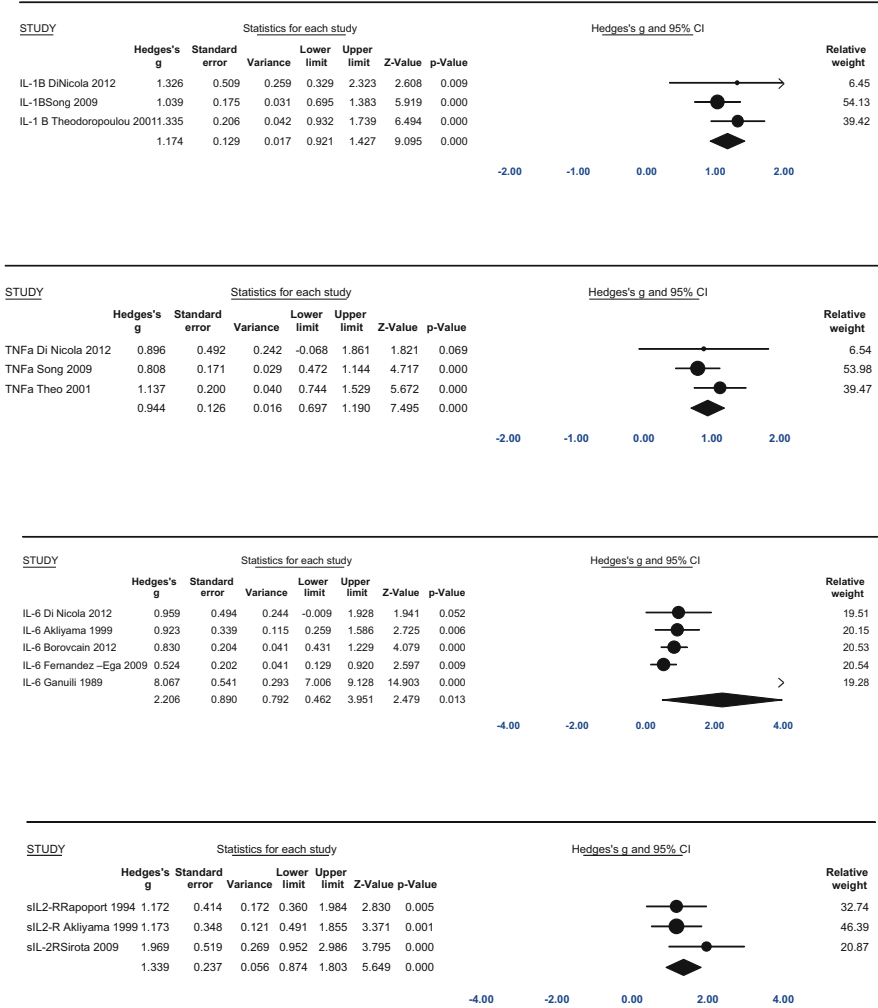 STUDY Statistics for each study Hedges's g and 95% CI
Hedges's Standard Lower Upper Relative
g error Variance limit limit Z-Value p-Value weight
IL-1B DiNicola 2012 1.326 0.509 0.259 0.329 2.323 2.608 0.009 6.45
IL-1BSong 2009 1.039 0.175 0.031 0.695 1.383 5.919 0.000 54.13
IL-1 B Theodoropoulou 20011.335 0.206 0.042 0.932 1.739 6.494 0.000 39.42
1.174 0.129 0.017 0.921 1.427 9.095 0.000
-2.00 -1.00 0.00 1.00 2.00
STUDY Statistics for each study Hedges's g and 95% CI
Hedges's Standard Lower Upper Relative
g error Variance limit limit Z-Value p-Value weight
TNFa Di Nicola 2012 0.896 0.492 0.242 -0.068 1.861 1.821 0.069 6.54
TNFa Song 2009 0.808 0.171 0.029 0.472 1.144 4.717 0.000 53.98
TNFa Theo 2001 1.137 0.200 0.040 0.744 1.529 5.672 0.000 39.47
0.944 0.126 0.016 0.697 1.190 7.495 0.000
-2.00 -1.00 0.00 1.00 2.00
STUDY Statistics for each study Hedges's g and 95% CI
Hedges's Standard Lower Upper Relative
g error Variance limit limit Z-Value p-Value weight
IL-6 Di Nicola 2012 0.959 0.494 0.244 -0.009 1.928 1.941 0.052 19.51
IL-6 Akliyama 1999 0.923 0.339 0.115 0.259 1.586 2.725 0.006 20.15
IL-6 Borovcain 2012 0.830 0.204 0.041 0.431 1.229 4.079 0.000 20.53
IL-6 Fernandez –Ega 2009 0.524 0.202 0.041 0.129 0.920 2.597 0.009 20.54
IL-6 Ganuili 1989 8.067 0.541 0.293 7.006 9.128 14.903 0.000 19.28
2.206 0.890 0.792 0.462 3.951 2.479 0.013
-4.00 -2.00 0.00 2.00 4.00
STUDY Statistics for each study Hedges's g and 95% CI
Hedges's Standard Lower Upper Relative
g error Variance limit limit Z-Value p-Value weight
sIL2-RRapoport 1994 1.172 0.414 0.172 0.360 1.984 2.830 0.005 32.74
sIL2-R Akliyama 1999 1.173 0.348 0.121 0.491 1.855 3.371 0.001 46.39
sIL-2RSirota 2009 1.969 0.519 0.269 0.952 2.986 3.795 0.000 20.87
1.339 0.237 0.056 0.874 1.803 5.649 0.000
-4.00 -2.00 0.00 2.00 4.00